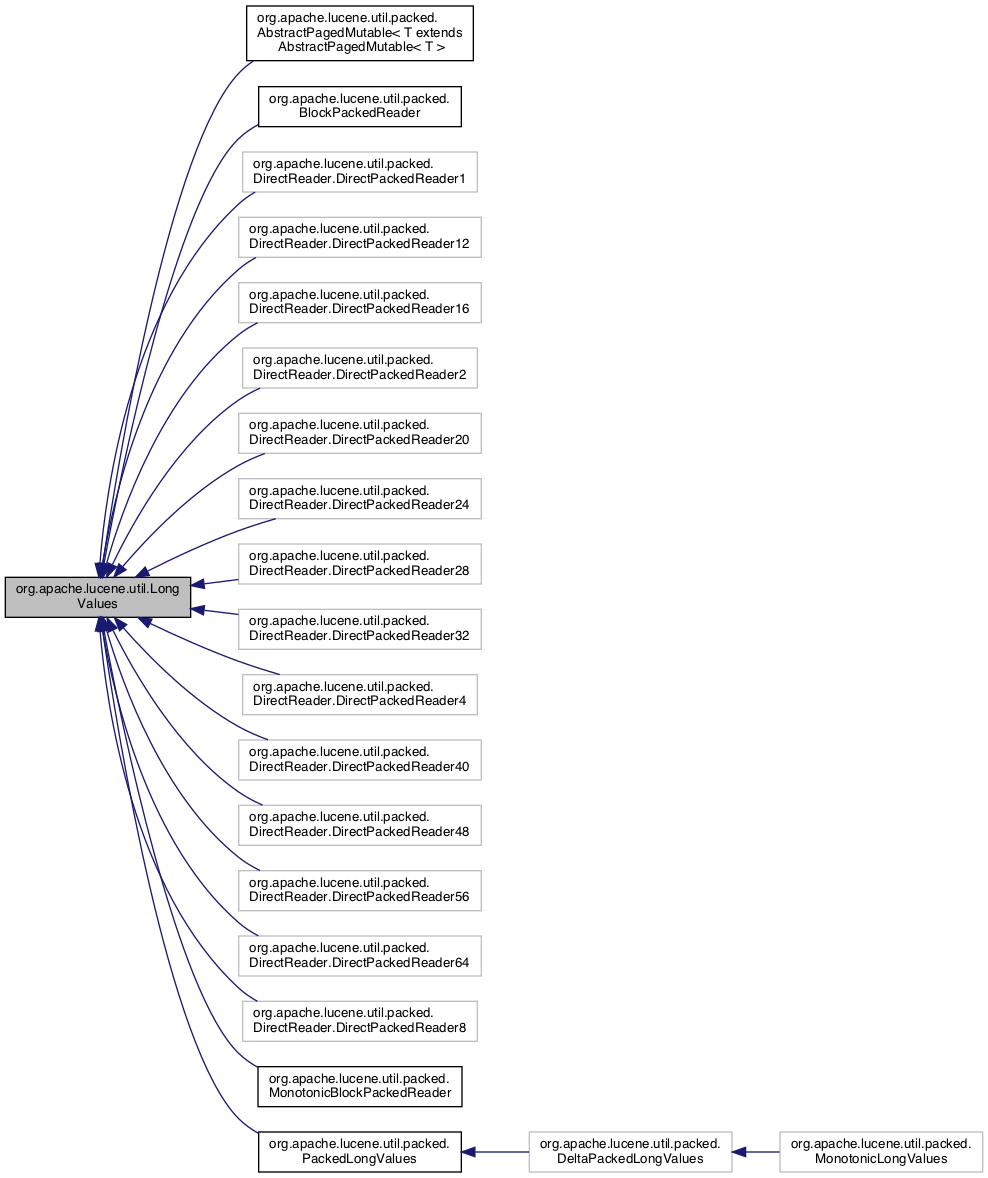 org.apache.lucene.util.packed.
AbstractPagedMutable< T extends
AbstractPagedMutable< T >
org.apache.lucene.util.packed.
BlockPackedReader
org.apache.lucene.util.packed.
DirectReader.DirectPackedReader1
org.apache.lucene.util.packed.
DirectReader.DirectPackedReader12
org.apache.lucene.util.packed.
DirectReader.DirectPackedReader16
org.apache.lucene.util.packed.
DirectReader.DirectPackedReader2
org.apache.lucene.util.packed.
DirectReader.DirectPackedReader20
org.apache.lucene.util.packed.
DirectReader.DirectPackedReader24
org.apache.lucene.util.packed.
DirectReader.DirectPackedReader28
org.apache.lucene.util.Long
Values
org.apache.lucene.util.packed.
DirectReader.DirectPackedReader32
org.apache.lucene.util.packed.
DirectReader.DirectPackedReader4
org.apache.lucene.util.packed.
DirectReader.DirectPackedReader40
org.apache.lucene.util.packed.
DirectReader.DirectPackedReader48
org.apache.lucene.util.packed.
DirectReader.DirectPackedReader56
org.apache.lucene.util.packed.
DirectReader.DirectPackedReader64
org.apache.lucene.util.packed.
DirectReader.DirectPackedReader8
org.apache.lucene.util.packed.
MonotonicBlockPackedReader
org.apache.lucene.util.packed.
PackedLongValues
org.apache.lucene.util.packed.
DeltaPackedLongValues
org.apache.lucene.util.packed.
MonotonicLongValues